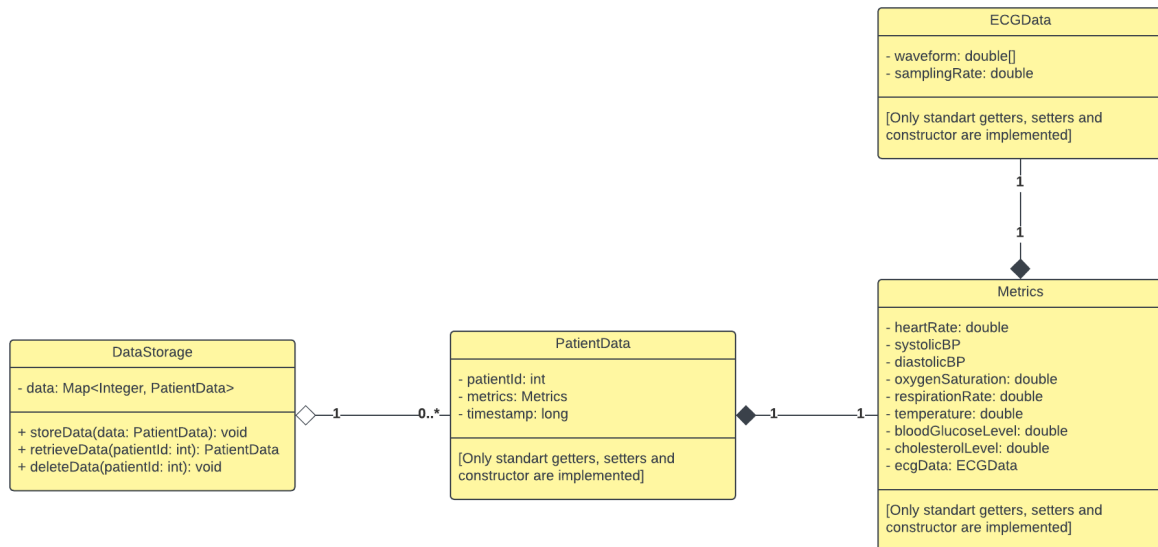 ECGData
- waveform: double[]
- samplingRate: double
[Only standart getters, setters and
constructor are implemented]
1
1
Metrics
- heartRate: double
- systolicBP
- diastolicBP
- oxygenSaturation: double
- respirationRate: double
- temperature: double
- bloodGlucoseLevel: double
- cholesterolLevel: double
- ecgData: ECGData
[Only standart getters, setters and
constructor are implemented]
DataStorage
- data: Map<Integer, PatientData>
+ storeData(data: PatientData): void
+ retrieveData(patientId: int): PatientData
+ deleteData(patientId: int): void
1
0..*
PatientData
- patientId: int
- metrics: Metrics
- timestamp: long
[Only standart getters, setters and
constructor are implemented]
1
1